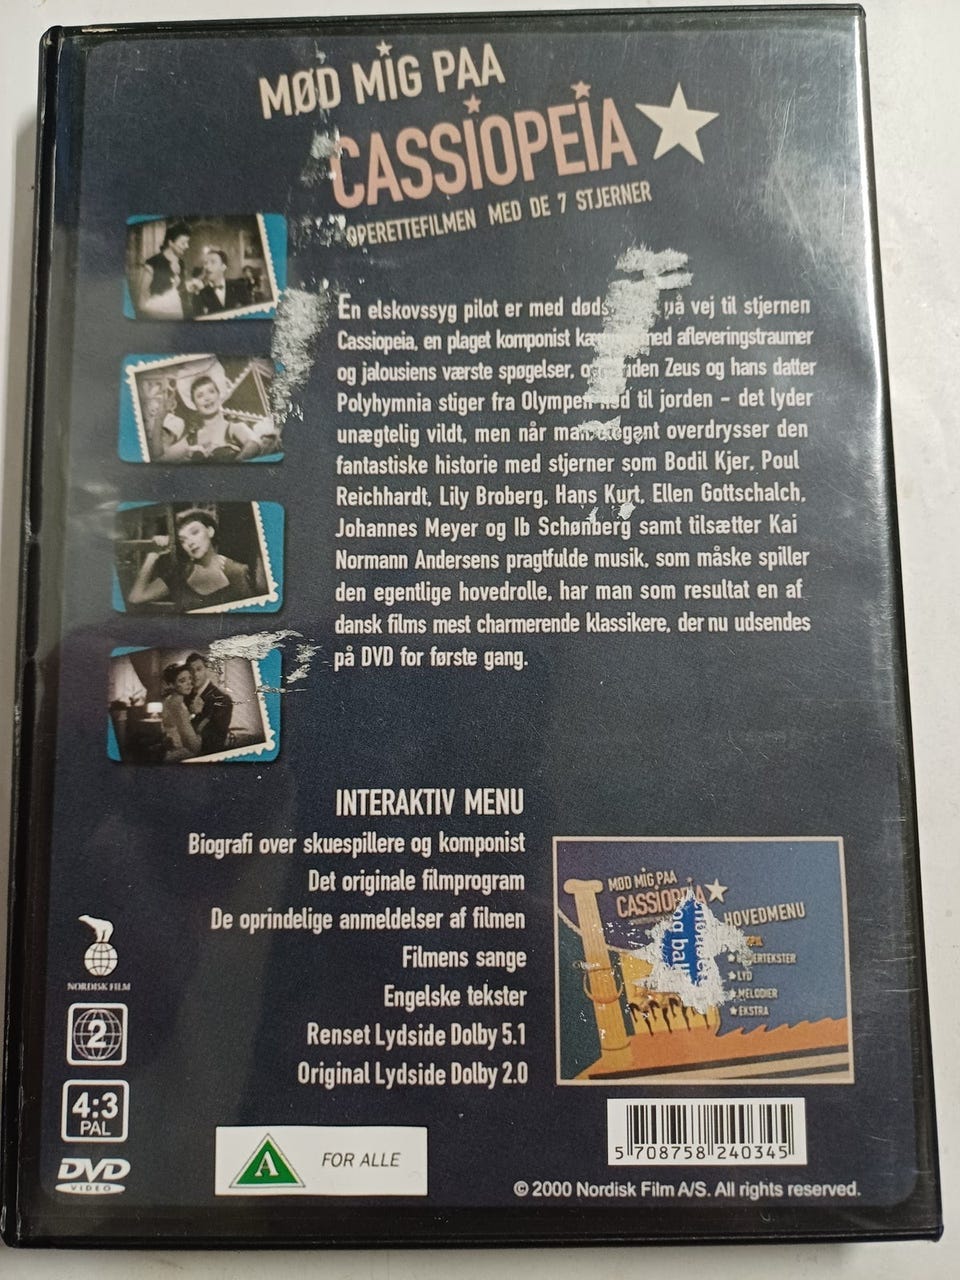 MØD MIG PAA
CASSIOPEIA
OPERETTEFILMEN MED DE 7 STJERNER
En elskovssyg pilot er med på vej til stjernen
Cassiopeia, en plaget komponist med afleveringstraumer
og jalousiens værste spøgelser, Zeus og hans datter
Polyhymnia stiger fra Olympen ned til jorden – det lyder
unægtelig vildt, men når man elegant overdrysser den
fantastiske historie med stjerner som Bodil Kjer, Poul
Reichhardt, Lily Broberg, Hans Kurt, Ellen Gottschalch,
Johannes Meyer og Ib Schønberg samt tilsætter Kai
Normann Andersens pragtfulde musik, som måske spiller
den egentlige hovedrolle, har man som resultat en af
dansk films mest charmerende klassikere, der nu udsendes
på DVD for første gang.
INTERAKTIV MENU
Biografi over skuespillere og komponist
Det originale filmprogram
De oprindelige anmeldelser af filmen
Filmens sange
Engelske tekster
Renset Lydside Dolby 5.1
Original Lydside Dolby 2.0
MØD MIG PAA
CASSIOPEIA
HOVEDMENU
LYD
MELODIER
EKSTRA
og
NORDISK FILM
2
4:3
PAL
DVD
VIDEO
A
FOR ALLE
5 708758 240345
© 2000 Nordisk Film A/S. All rights reserved.